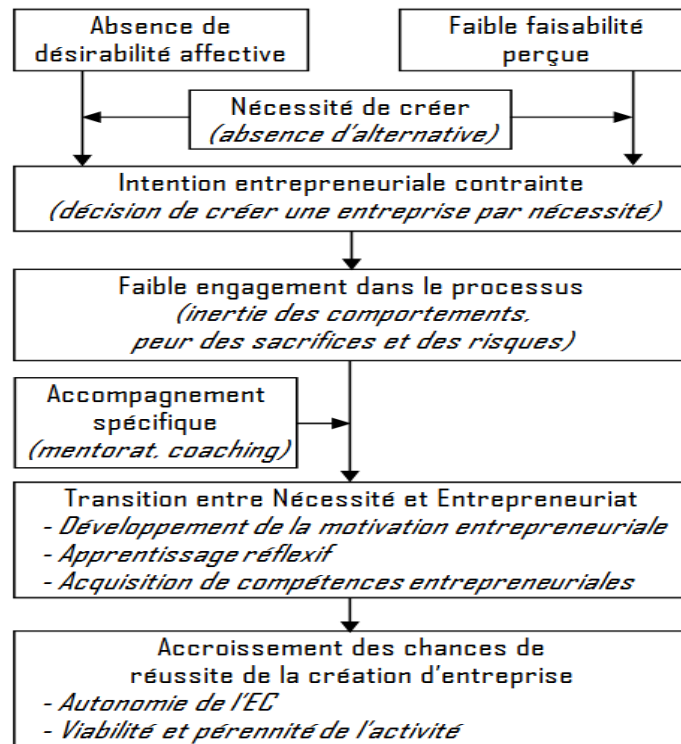 Absence de
désirabilité affective
Faible faisabilité
perçue
Nécessité de créer
(absence d'alternative)
Intention entrepreneuriale contrainte
(décision de créer une entreprise par nécessité)
Faible engagement dans le processus
(inertie des comportements,
peur des sacrifices et des risques)
Accompagnement
spécifique
(mentorat, coaching)
Transition entre Nécessité et Entrepreneuriat
- Développement de la motivation entrepreneuriale
- Apprentissage réflexif
- Acquisition de compétences entrepreneuriales
Accroissement des chances de
réussite de la création d'entreprise
- Autonomie de l'EC
- Viabilité et pérennité de l'activité